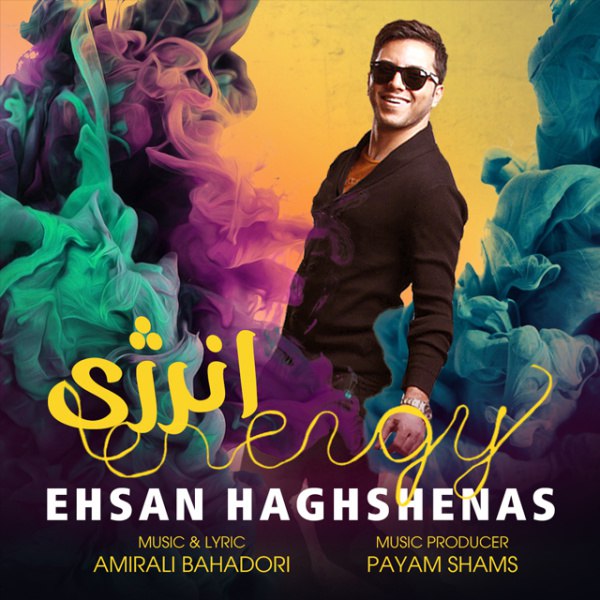 انرژی
energy
EHSAN HAGHSHENAS
MUSIC & LYRIC
AMIRALI BAHADORI
MUSIC PRODUCER
PAYAM SHAMS